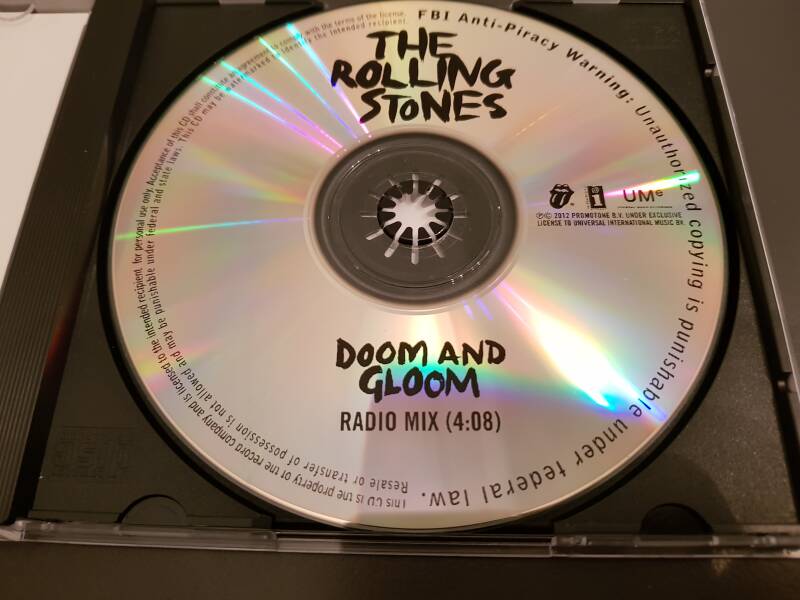 THE
ROLLING
STONES
FBI Anti-Piracy Warning: Unauthorized copying is punishable under federal law.
UMe
℗© 2012 PROMOTONE B.V. UNDER EXCLUSIVE
LICENSE TO UNIVERSAL INTERNATIONAL MUSIC BV.
DOOM AND
GLOOM
RADIO MIX (4:08)
This CD is the property of the record company and is licensed to the intended recipient, for personal use only. Acceptance of this CD shall constitute an agreement to comply with the terms of the license.
Resale or transfer of possession is not allowed and may be punishable under federal and state laws. This CD may be watermarked to identify the intended recipient.